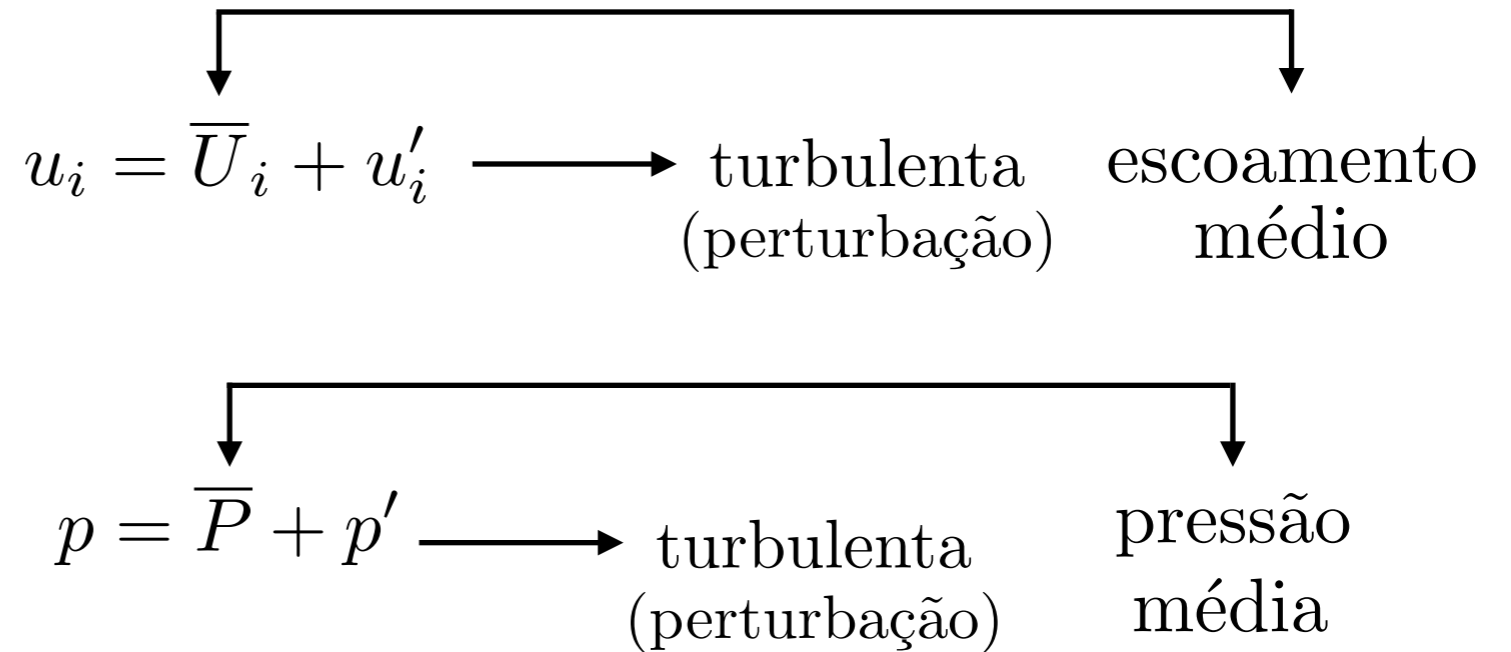 u_i = \overline{U}_i + u'_i turbulenta escoamento
(perturbação) médio
p = \overline{P} + p' turbulenta pressão
(perturbação) média